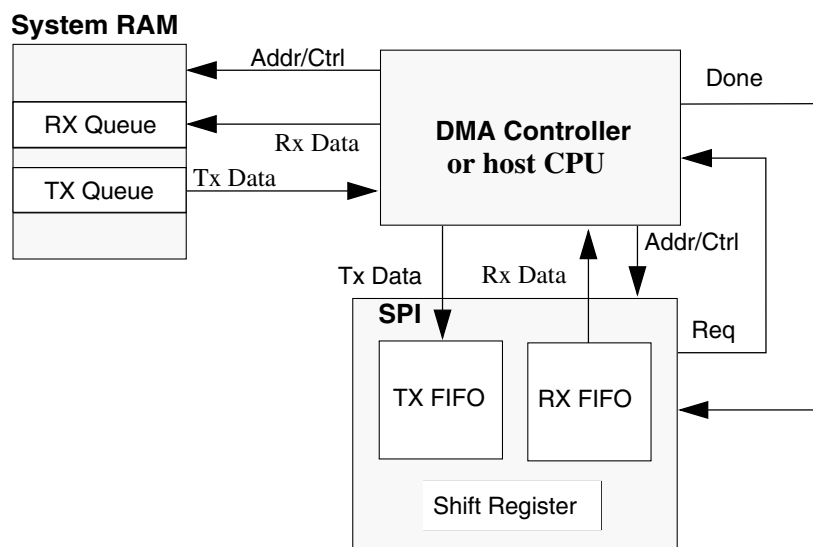 System RAM
Addr/Ctrl
Done
RX Queue
Rx Data
DMA Controller
or host CPU
TX Queue
Tx Data
Addr/Ctrl
Tx Data
Rx Data
SPI
Req
TX FIFO
RX FIFO
Shift Register